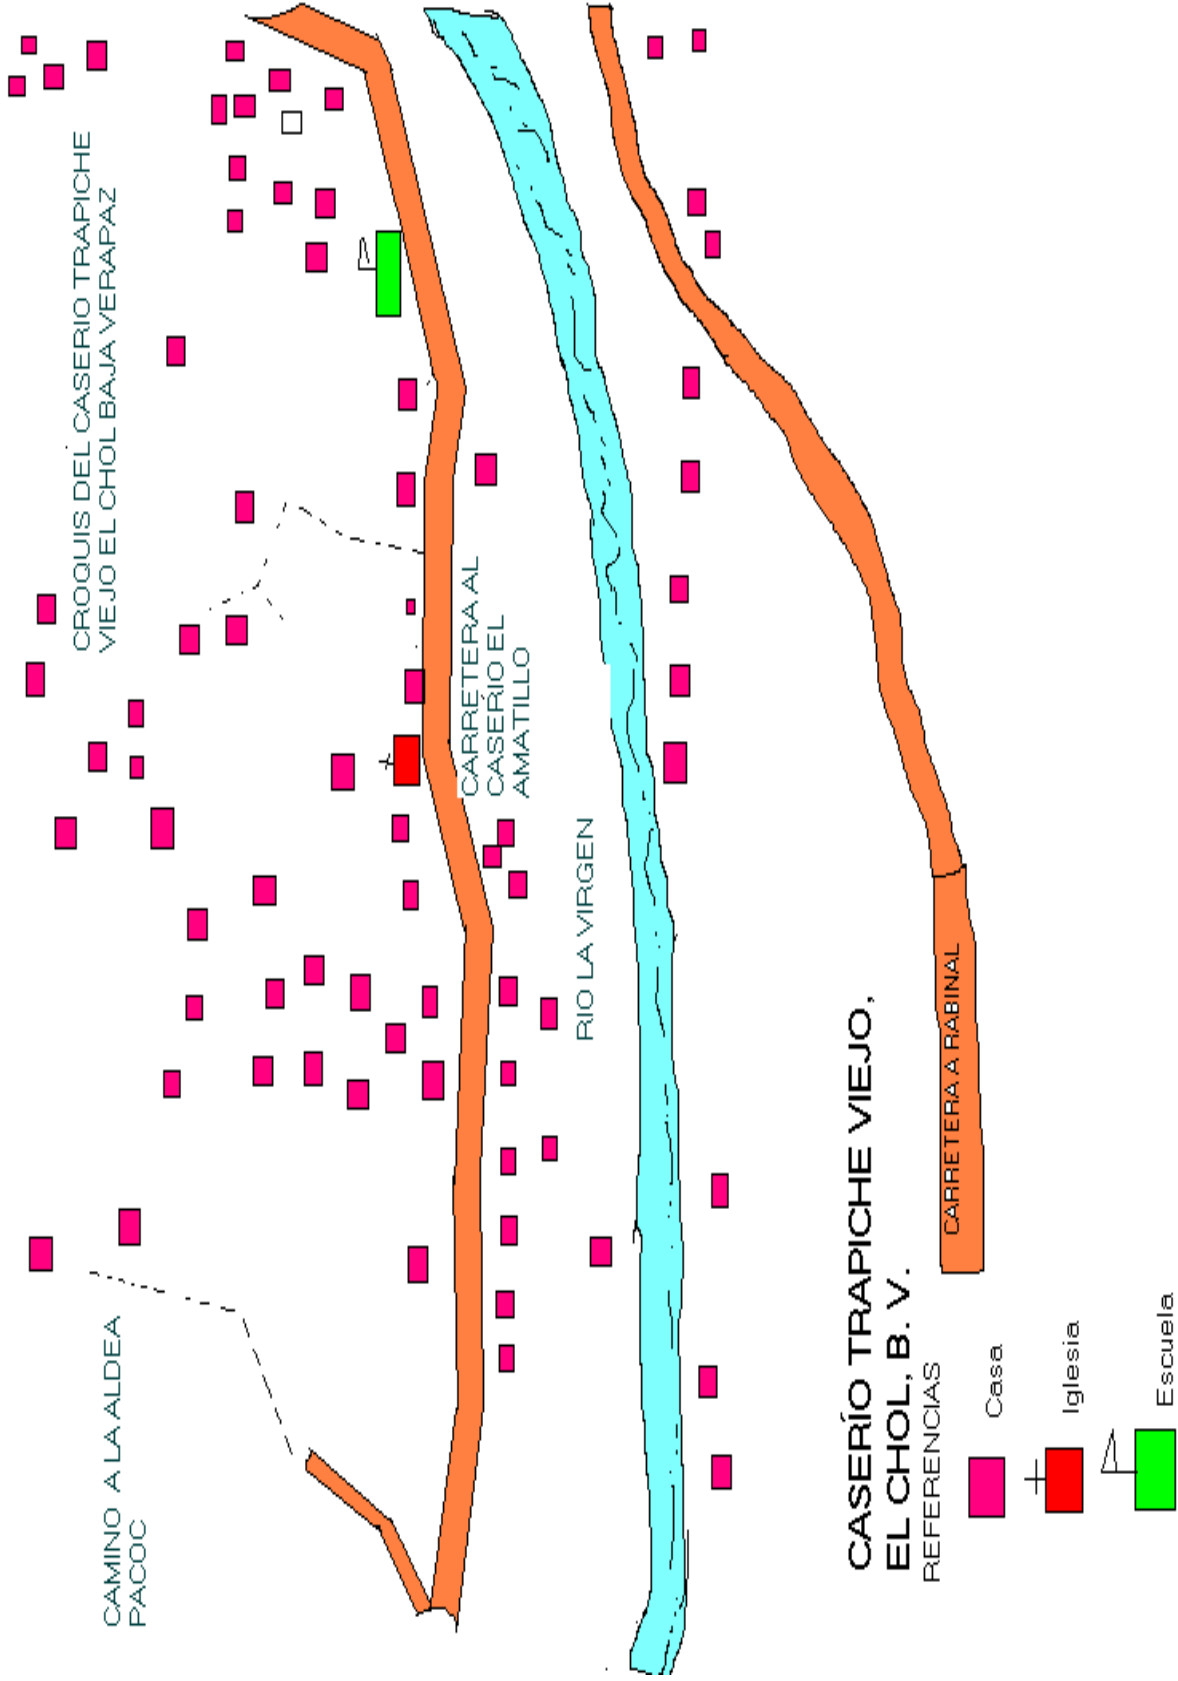 CROQUIS DEL CASERIO TRAPICHE
VIEJO EL CHOL BAJA VERAPAZ
CAMINO A LA ALDEA
PACOC
CARRETERA AL
CASERIO EL
AMATILLO
RIO LA VIRGEN
CASERÍO TRAPICHE VIEJO,
EL CHOL, B. V.
REFERENCIAS
Casa
Iglesia
Escuela
CARRETERA A RABINAL